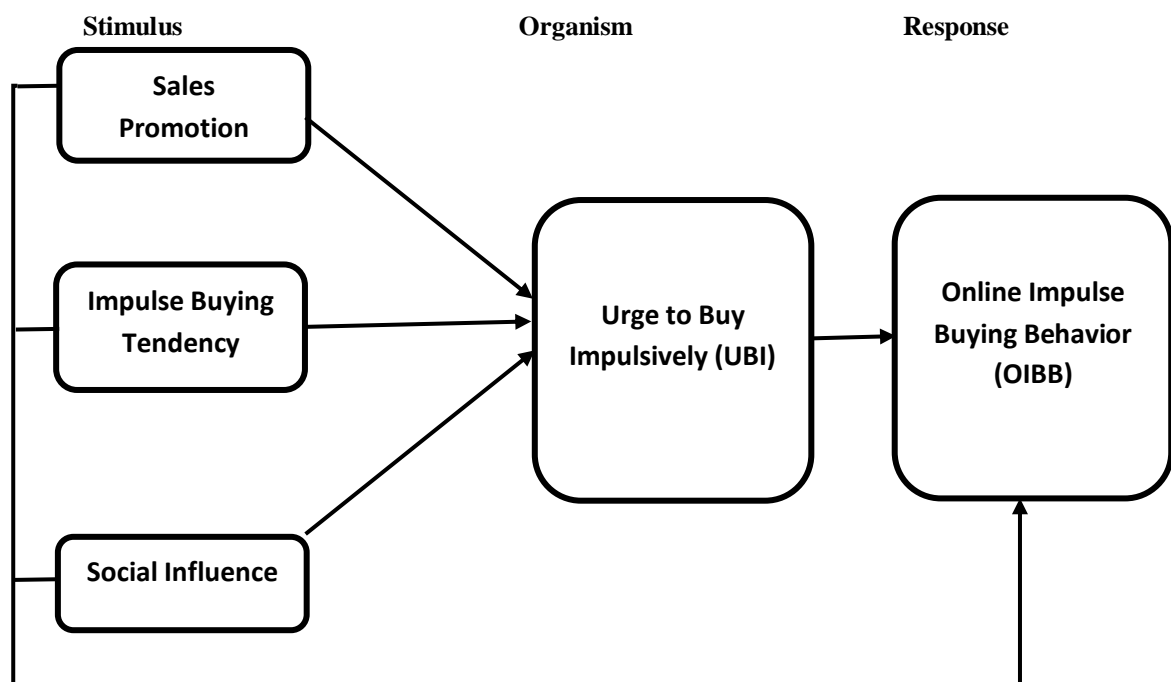 Stimulus
Organism
Response
Sales
Promotion
Impulse Buying
Tendency
Social Influence
Urge to Buy
Impulsively (UBI)
Online Impulse
Buying Behavior
(OIBB)